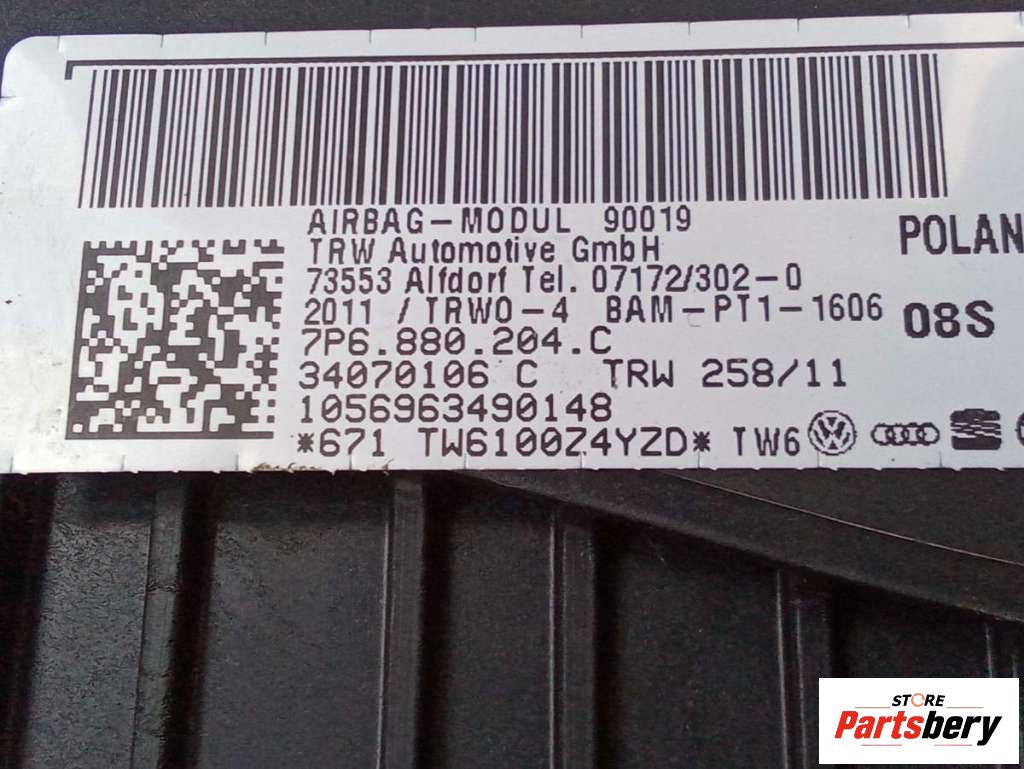 AIRBAG-MODUL 90019
TRW Automotive GmbH
POLAN
73553 Alfdorf Tel. 07172/302-0
2011 / TRWO-4 BAM-PT1-1606
08S
7P6.880.204.C
34070106 C TRW 258/11
1056963490148
*671 TW6100Z4YZD* TW6
STORE
Partsbery